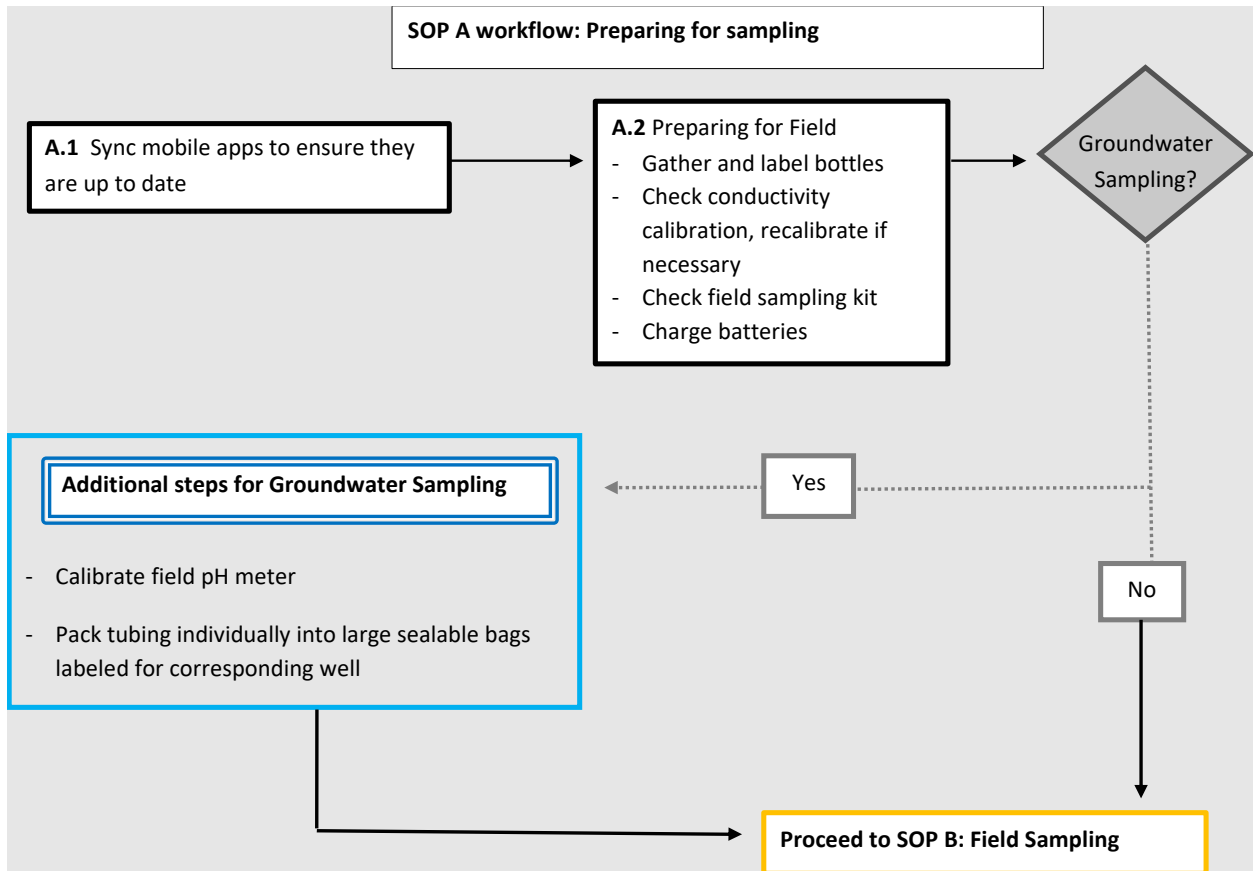 SOP A workflow: Preparing for sampling
A.1 Sync mobile apps to ensure they
are up to date
A.2 Preparing for Field
- Gather and label bottles
- Check conductivity
calibration, recalibrate if
necessary
- Check field sampling kit
- Charge batteries
Groundwater
Sampling?
Yes
No
Additional steps for Groundwater Sampling
- Calibrate field pH meter
- Pack tubing individually into large sealable bags
labeled for corresponding well
Proceed to SOP B: Field Sampling